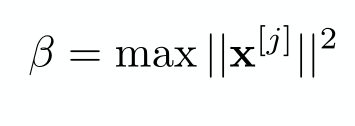 β = max ||x^[j]||^2